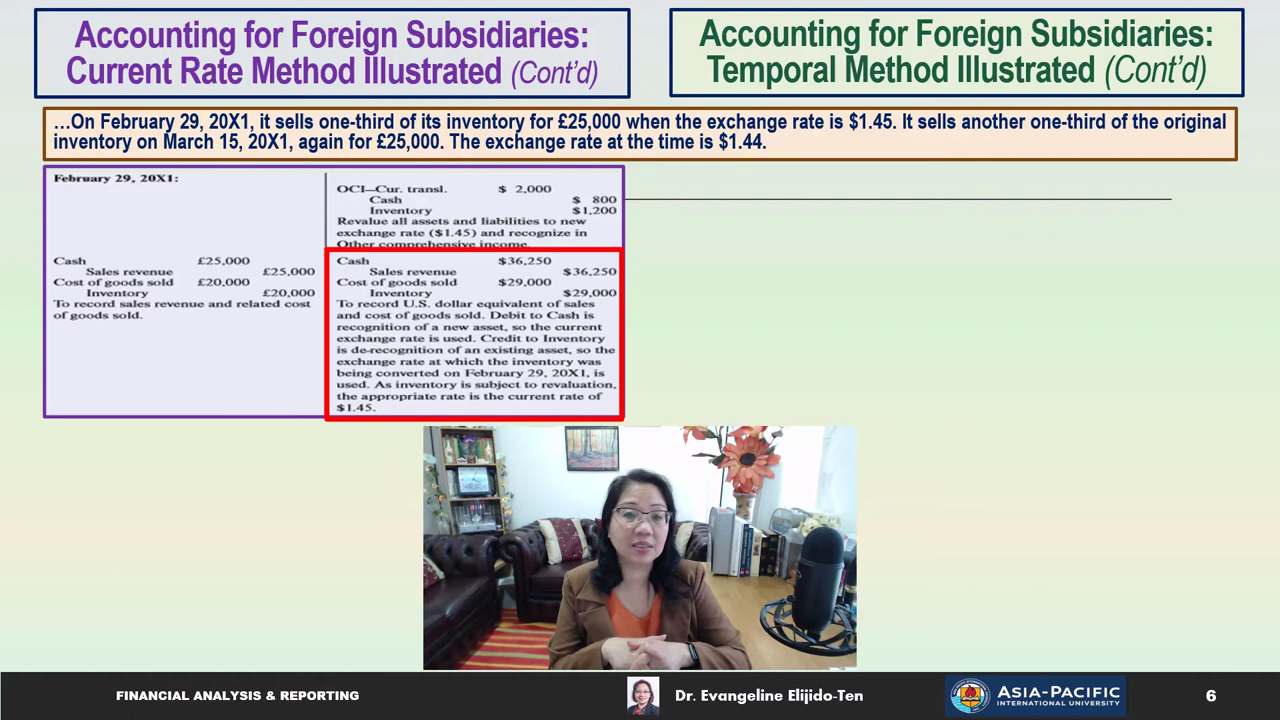 Accounting for Foreign Subsidiaries:
Current Rate Method Illustrated (Cont'd)
Accounting for Foreign Subsidiaries:
Temporal Method Illustrated (Cont'd)
…On February 29, 20X1, it sells one-third of its inventory for £25,000 when the exchange rate is $1.45. It sells another one-third of the original
inventory on March 15, 20X1, again for £25,000. The exchange rate at the time is $1.44.
February 29, 20X1:
OCI—Cur. transl. $ 2,000
Cash $ 800
Inventory $1,200
Revalue all assets and liabilities to new
exchange rate ($1.45) and recognize in
Other comprehensive income.
Cash £25,000
Sales revenue £25,000
Cost of goods sold £20,000
Inventory £20,000
To record sales revenue and related cost
of goods sold.
Cash $36,250
Sales revenue $36,250
Cost of goods sold $29,000
Inventory $29,000
To record U.S. dollar equivalent of sales
and cost of goods sold. Debit to Cash is
recognition of a new asset, so the current
exchange rate is used. Credit to Inventory
is de-recognition of an existing asset, so the
exchange rate at which the inventory was
being converted on February 29, 20X1, is
used. As inventory is subject to revaluation,
the appropriate rate is the current rate of
$1.45.
FINANCIAL ANALYSIS & REPORTING
Dr. Evangeline Elijido-Ten
ASIA-PACIFIC
INTERNATIONAL UNIVERSITY
6